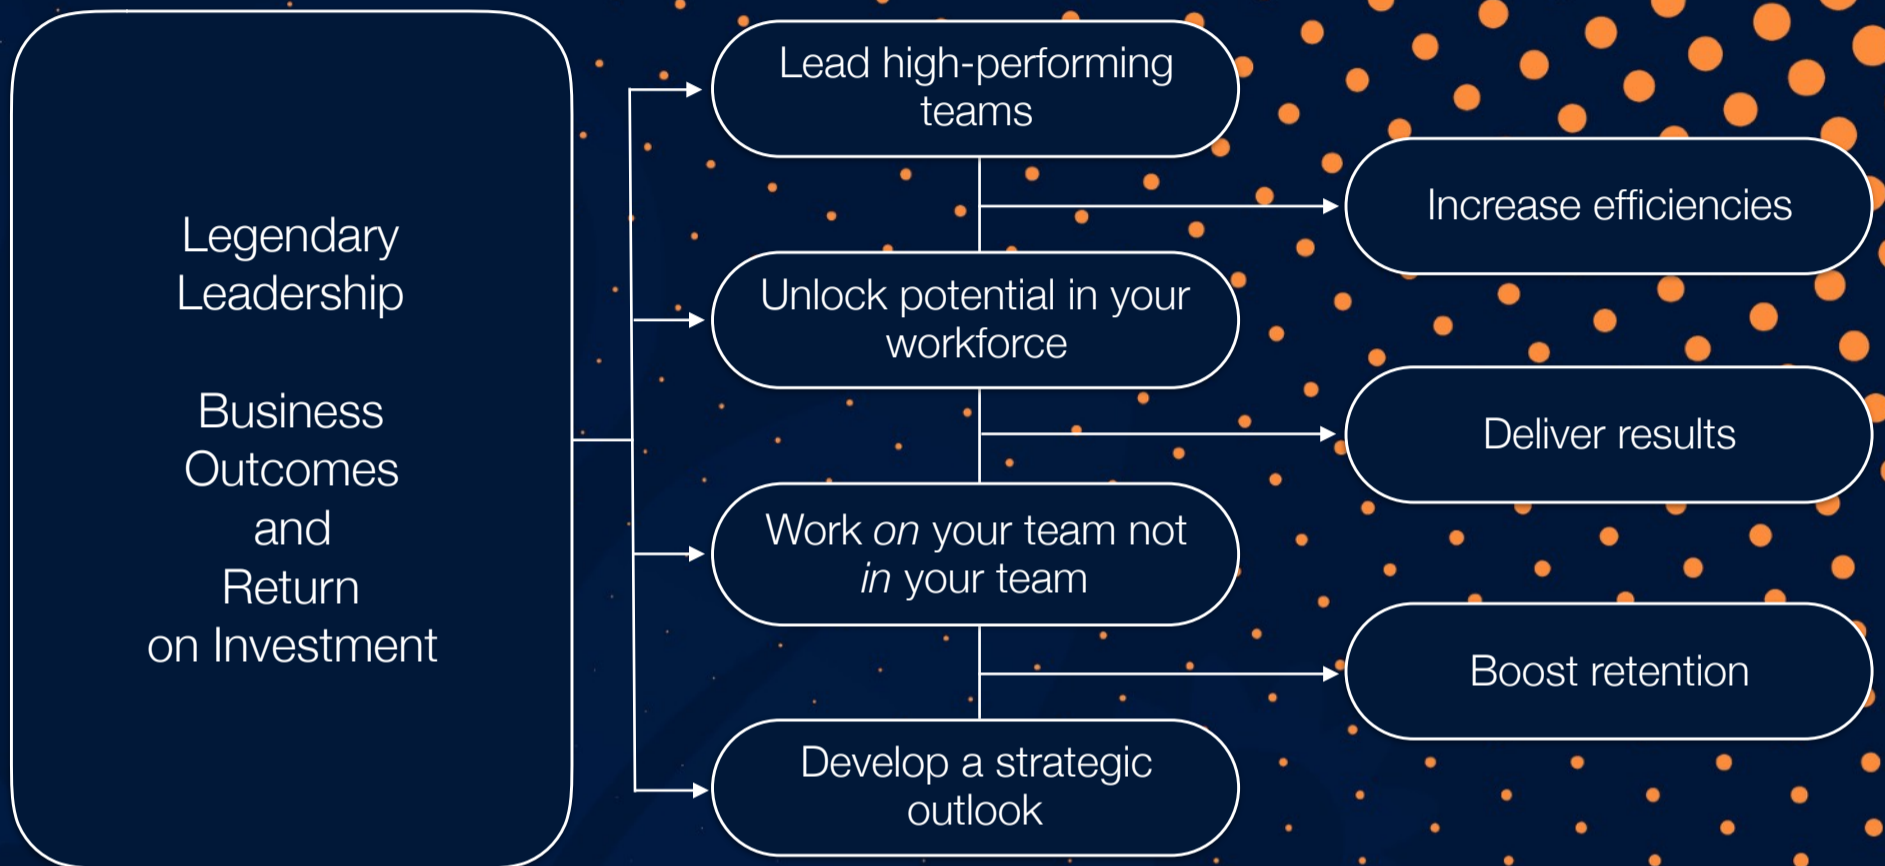 Legendary
Leadership
Business
Outcomes
and
Return
on Investment
Lead high-performing
teams
Unlock potential in your
workforce
Work on your team not
in your team
Develop a strategic
outlook
Increase efficiencies
Deliver results
Boost retention